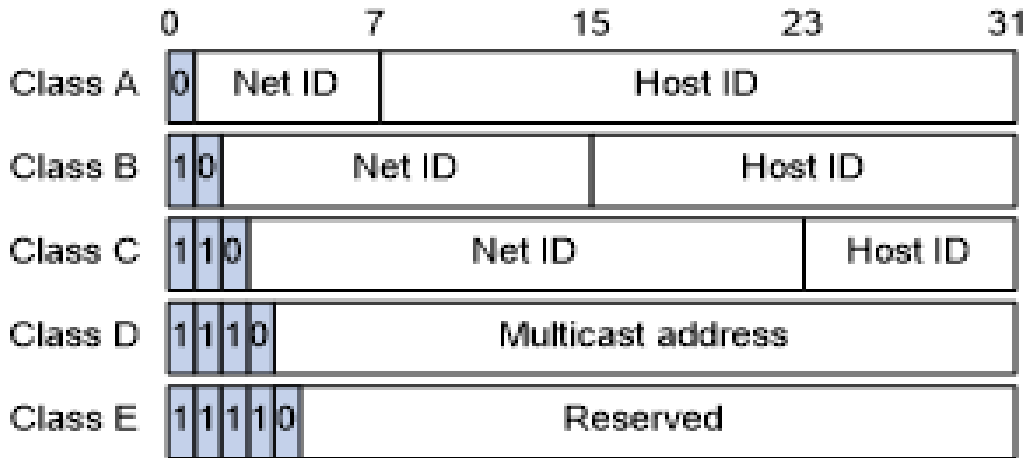 0 7 15 23 31
Class A 0 Net ID Host ID
Class B 1 0 Net ID Host ID
Class C 1 1 0 Net ID Host ID
Class D 1 1 1 0 Multicast address
Class E 1 1 1 1 0 Reserved